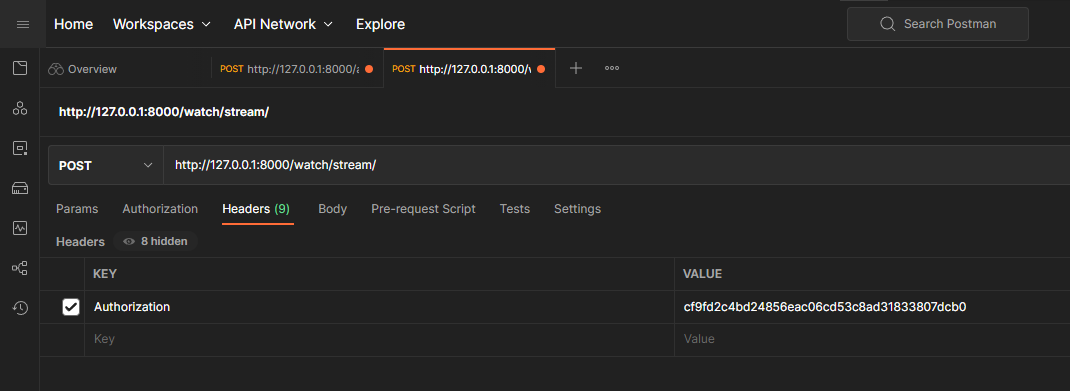 Home Workspaces API Network Explore Search Postman
Overview POST http://127.0.0.1:8000/a POST http://127.0.0.1:8000/w
http://127.0.0.1:8000/watch/stream/
POST http://127.0.0.1:8000/watch/stream/
Params Authorization Headers (9) Body Pre-request Script Tests Settings
Headers 8 hidden
KEY VALUE
Authorization cf9fd2c4bd24856eac06cd53c8ad31833807dcb0
Key Value